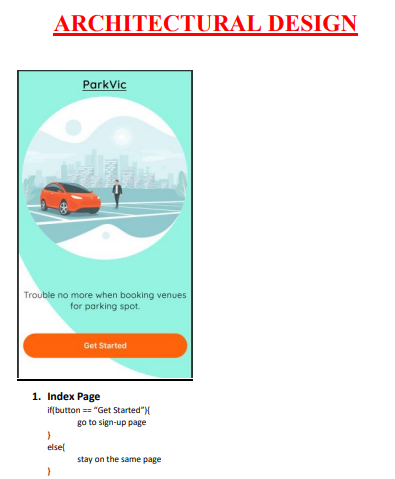 ARCHITECTURAL DESIGN
ParkVic
Trouble no more when booking venues
for parking spot.
Get Started
1. Index Page
if(button == "Get Started"){
go to sign-up page
}
else{
stay on the same page
}